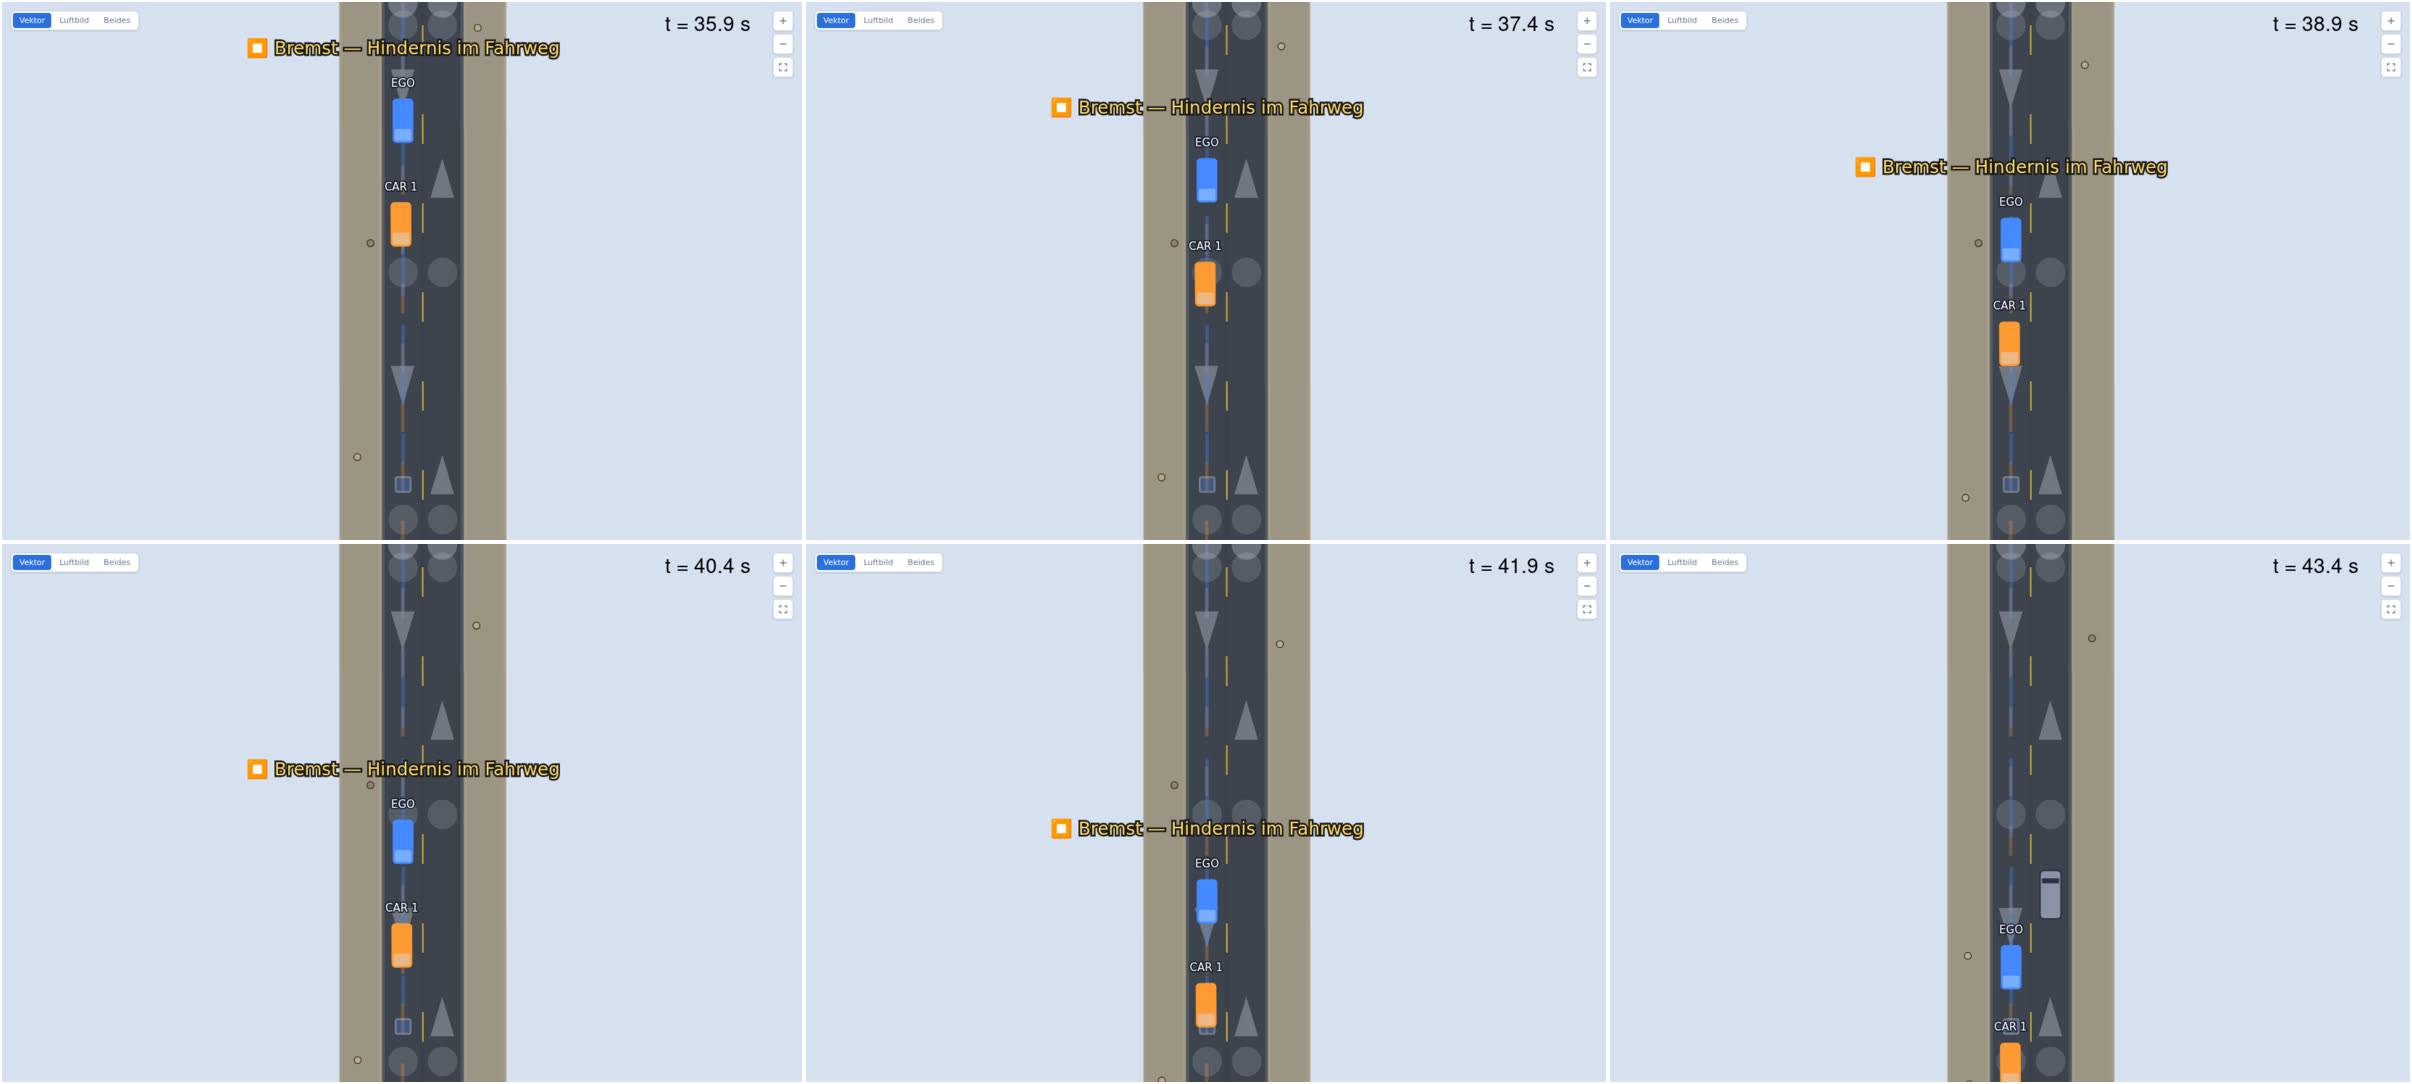 Vektor Luftbild Beides
t = 35.9 s
+
−
Bremst — Hindernis im Fahrweg
EGO
CAR 1
Vektor Luftbild Beides
t = 37.4 s
+
−
Bremst — Hindernis im Fahrweg
EGO
CAR 1
Vektor Luftbild Beides
t = 38.9 s
+
−
Bremst — Hindernis im Fahrweg
EGO
CAR 1
Vektor Luftbild Beides
t = 40.4 s
+
−
Bremst — Hindernis im Fahrweg
EGO
CAR 1
Vektor Luftbild Beides
t = 41.9 s
+
−
Bremst — Hindernis im Fahrweg
EGO
CAR 1
Vektor Luftbild Beides
t = 43.4 s
+
−
EGO
CAR 1